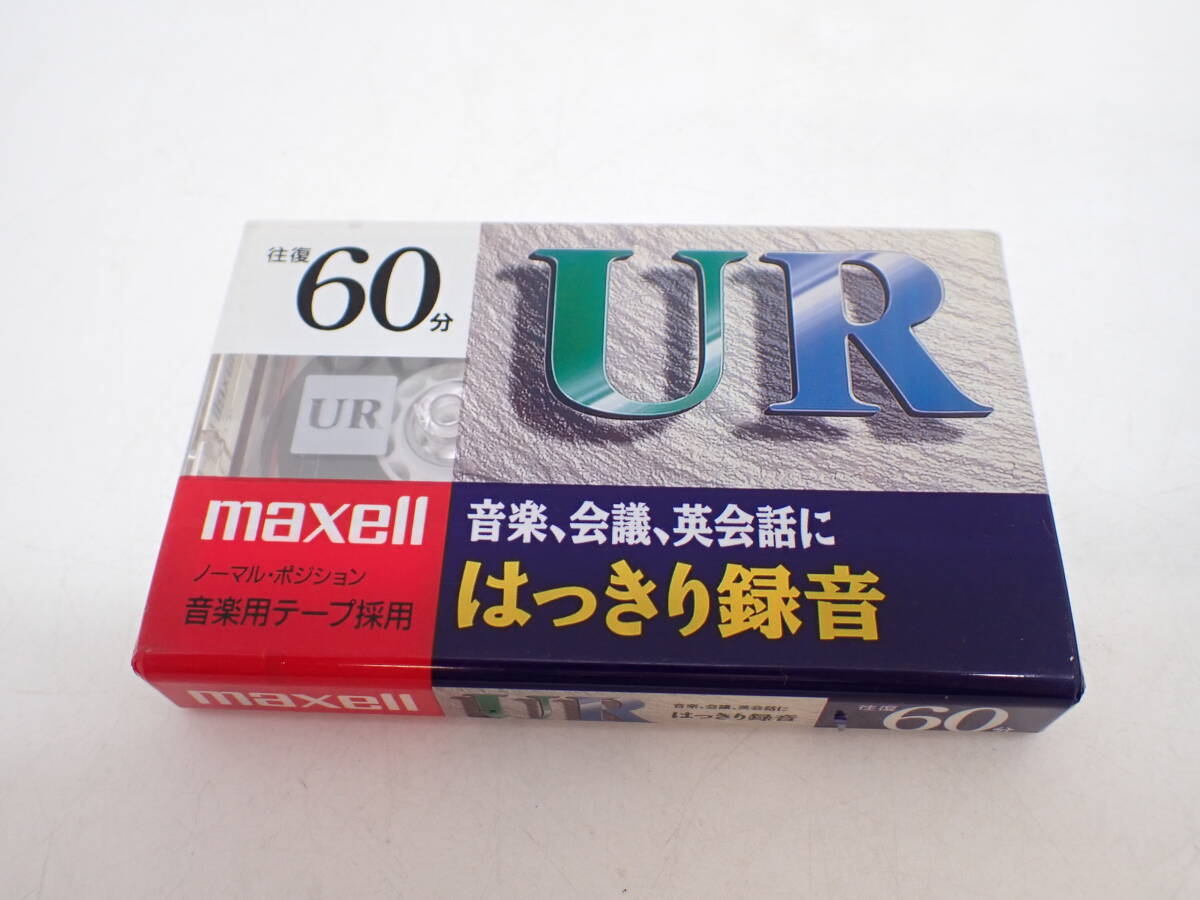 往復60分
UR
UR
maxell
ノーマル・ポジション
音楽用テープ採用
音楽、会議、英会話に
はっきり録音
maxell
UR
音楽、会議、英会話に
はっきり録音
往復60分